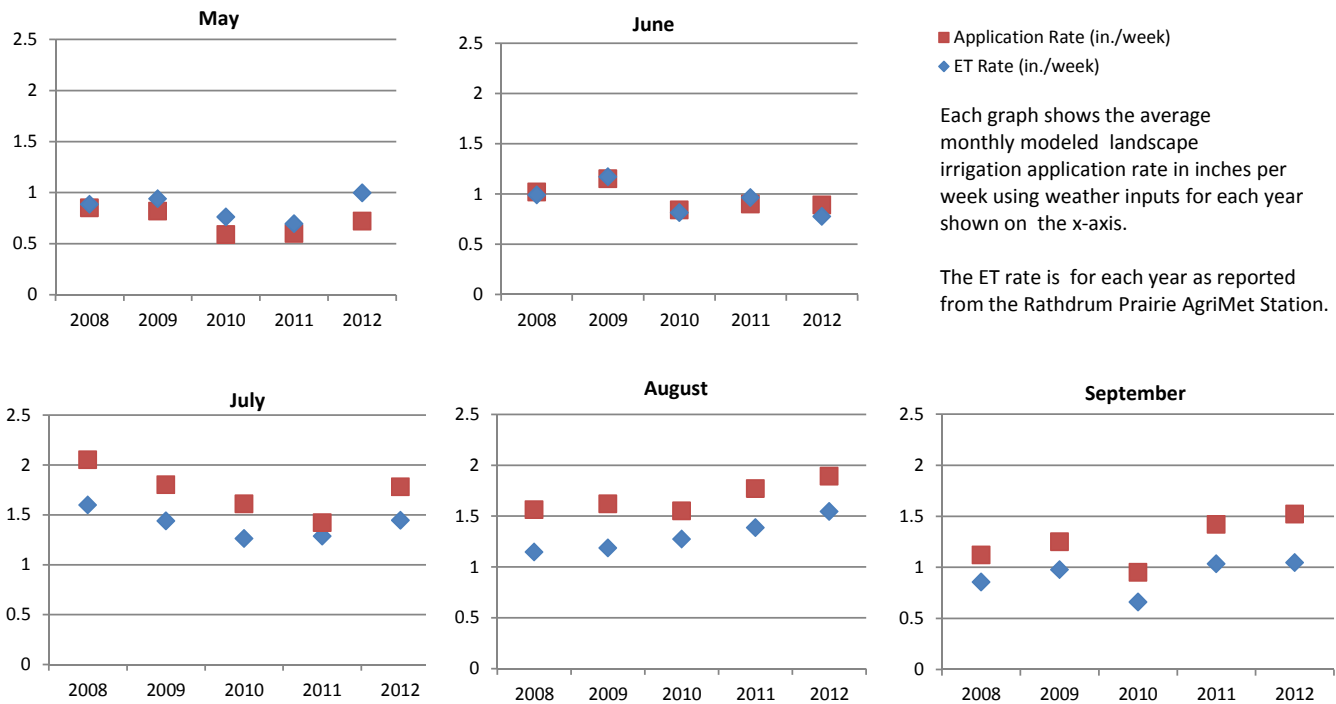 May
2.5
2
1.5
1
0.5
0
2008 2009 2010 2011 2012
June
2.5
2
1.5
1
0.5
0
2008 2009 2010 2011 2012
Application Rate (in./week)
ET Rate (in./week)
Each graph shows the average
monthly modeled landscape
irrigation application rate in inches per
week using weather inputs for each year
shown on the x-axis.
The ET rate is for each year as reported
from the Rathdrum Prairie AgriMet Station.
July
2.5
2
1.5
1
0.5
0
2008 2009 2010 2011 2012
August
2.5
2
1.5
1
0.5
0
2008 2009 2010 2011 2012
September
2.5
2
1.5
1
0.5
0
2008 2009 2010 2011 2012